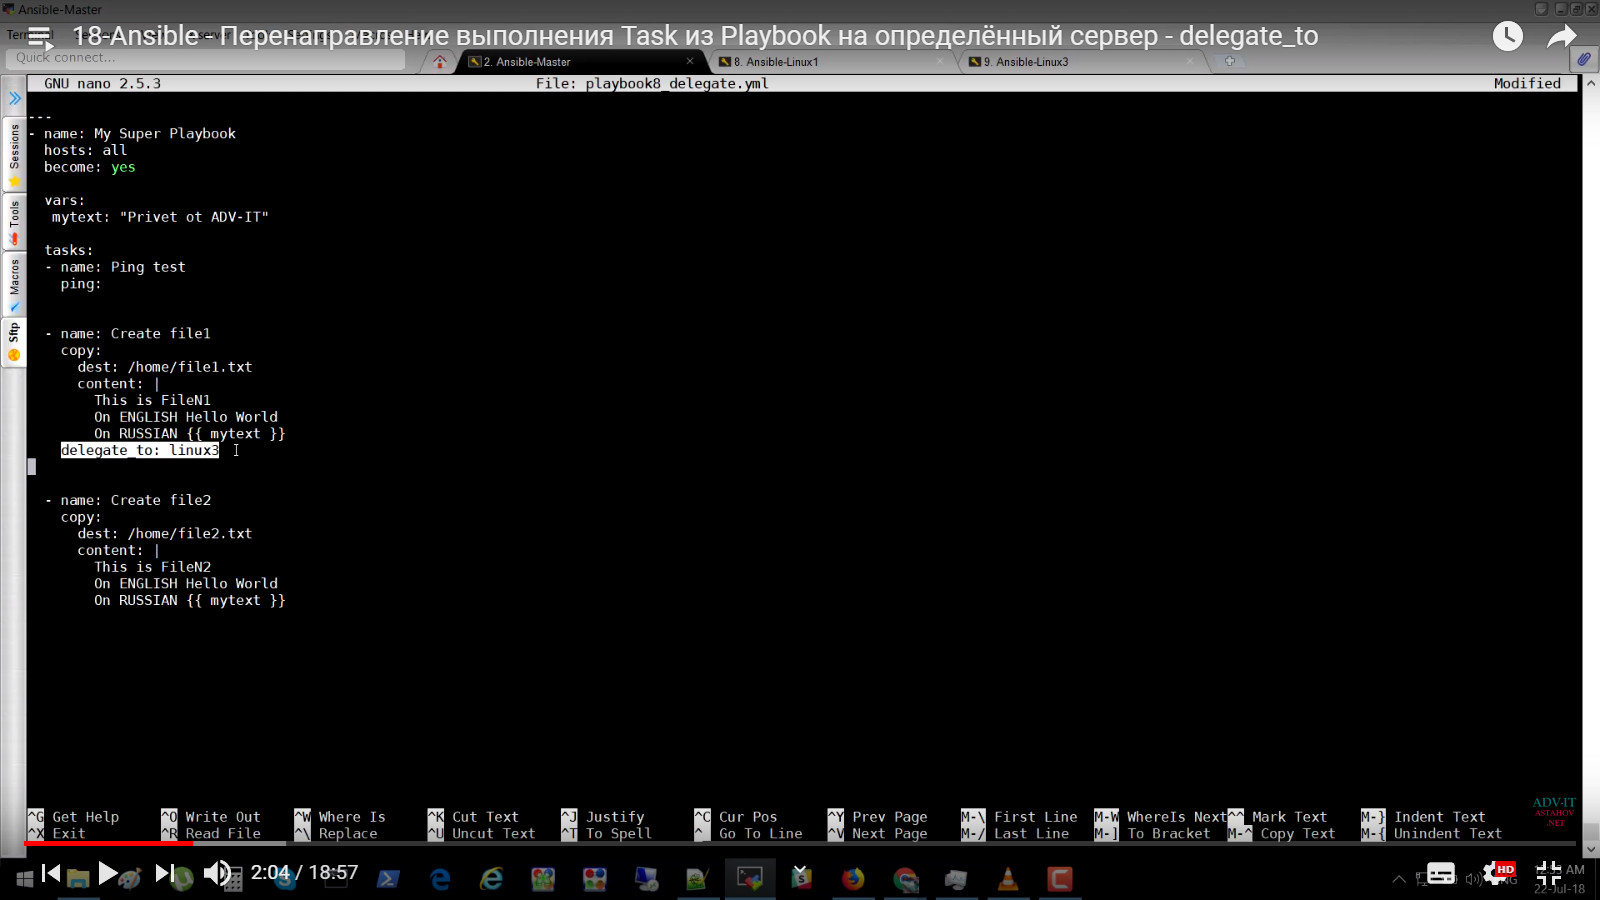 Ansible-Master
18-Ansible - Перенаправление выполнения Task из Playbook на определённый сервер - delegate_to
Quick connect...
2. Ansible-Master
8. Ansible-Linux1
9. Ansible-Linux3
GNU nano 2.5.3
File: playbook8_delegate.yml
Modified
Sessions
Tools
Macros
Sftp
---
- name: My Super Playbook
hosts: all
become: yes
vars:
mytext: "Privet ot ADV-IT"
tasks:
- name: Ping test
ping:
- name: Create file1
copy:
dest: /home/file1.txt
content: |
This is FileN1
On ENGLISH Hello World
On RUSSIAN {{ mytext }}
delegate_to: linux3
- name: Create file2
copy:
dest: /home/file2.txt
content: |
This is FileN2
On ENGLISH Hello World
On RUSSIAN {{ mytext }}
^G Get Help ^O Write Out ^W Where Is ^K Cut Text ^J Justify ^C Cur Pos ^Y Prev Page M-\ First Line M-W WhereIs Next ^^ Mark Text M-} Indent Text
^X Exit ^R Read File ^\ Replace ^U Uncut Text ^T To Spell ^_ Go To Line ^V Next Page M-/ Last Line M-] To Bracket M-^ Copy Text M-{ Unindent Text
ADV-IT
ASTAHOV
.NET
2:04 / 18:57
HD
22-Jul-18